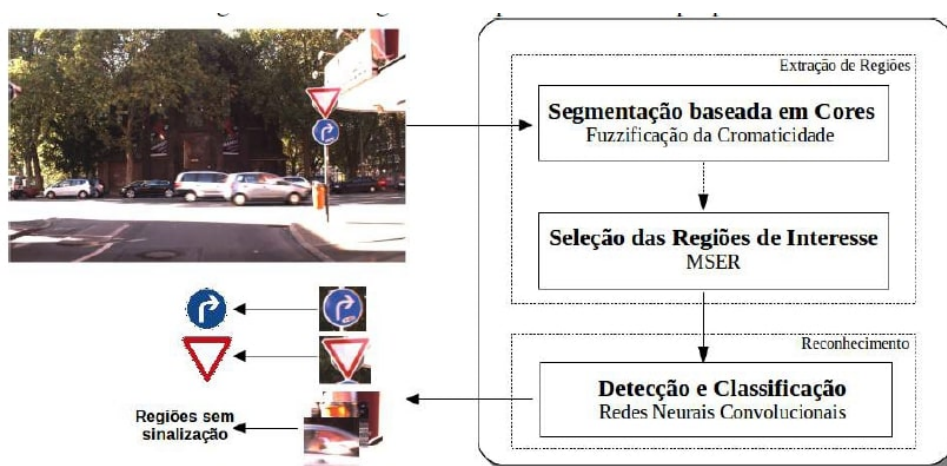 Extração de Regiões
Segmentação baseada em Cores
Fuzzificação da Cromaticidade
Seleção das Regiões de Interesse
MSER
Reconhecimento
Detecção e Classificação
Redes Neurais Convolucionais
Regiões sem
sinalização